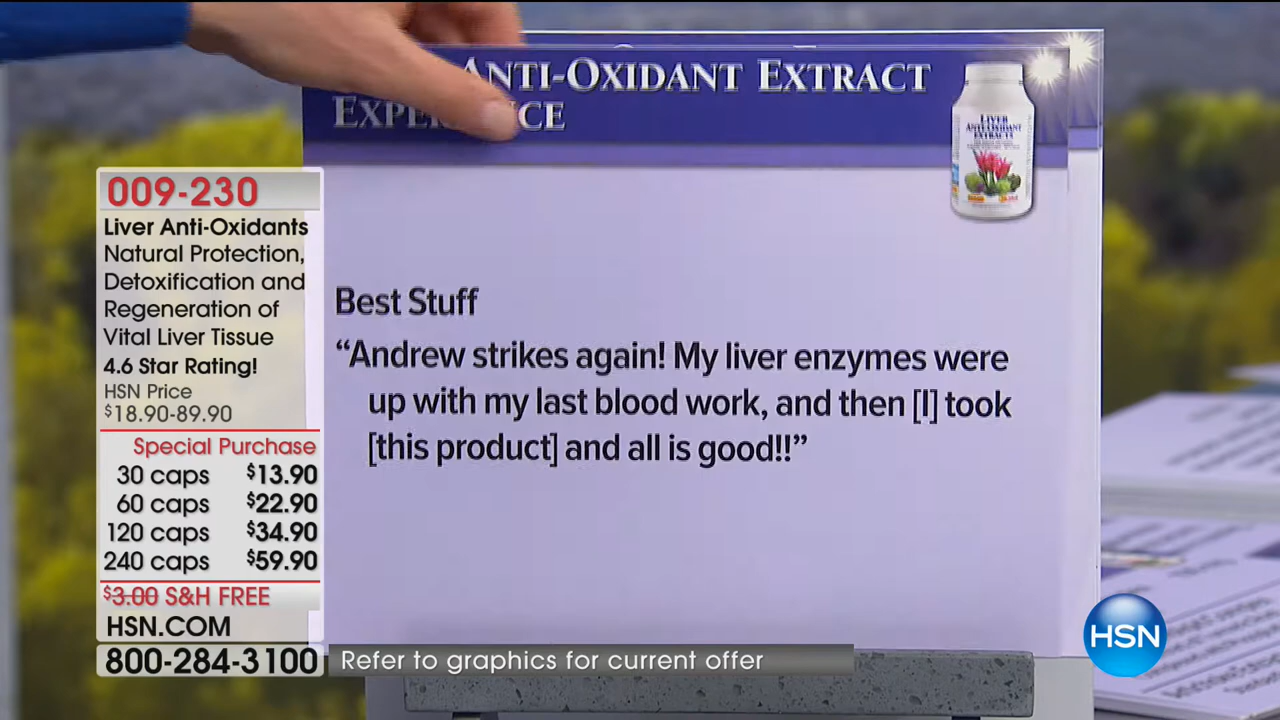 ANTI-OXIDANT EXTRACT
LIVER
ANTI-OXIDANT
EXTRACTS
009-230
Liver Anti-Oxidants
Natural Protection,
Detoxification and
Regeneration of
Vital Liver Tissue
4.6 Star Rating!
HSN Price
$18.90-89.90
Special Purchase
30 caps $13.90
60 caps $22.90
120 caps $34.90
240 caps $59.90
$3.00 S&H FREE
HSN.COM
800-284-3100
Best Stuff
“Andrew strikes again! My liver enzymes were
up with my last blood work, and then [I] took
[this product] and all is good!!”
Refer to graphics for current offer
HSN